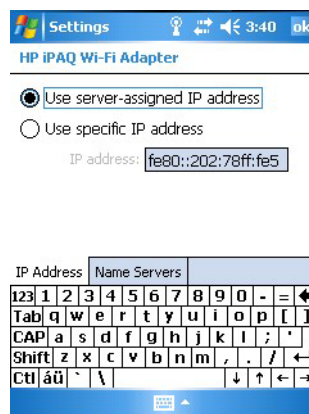 Settings 3:40 ok
HP iPAQ Wi-Fi Adapter
Use server-assigned IP address
Use specific IP address
IP address: fe80::202:78ff:fe5
IP Address Name Servers
123 1 2 3 4 5 6 7 8 9 0 - = 
Tab q w e r t y u i o p [ ]
CAP a s d f g h j k l ; '
Shift z x c v b n m , . / ←
Ctl áü ` \ ↓ ↑ ← →